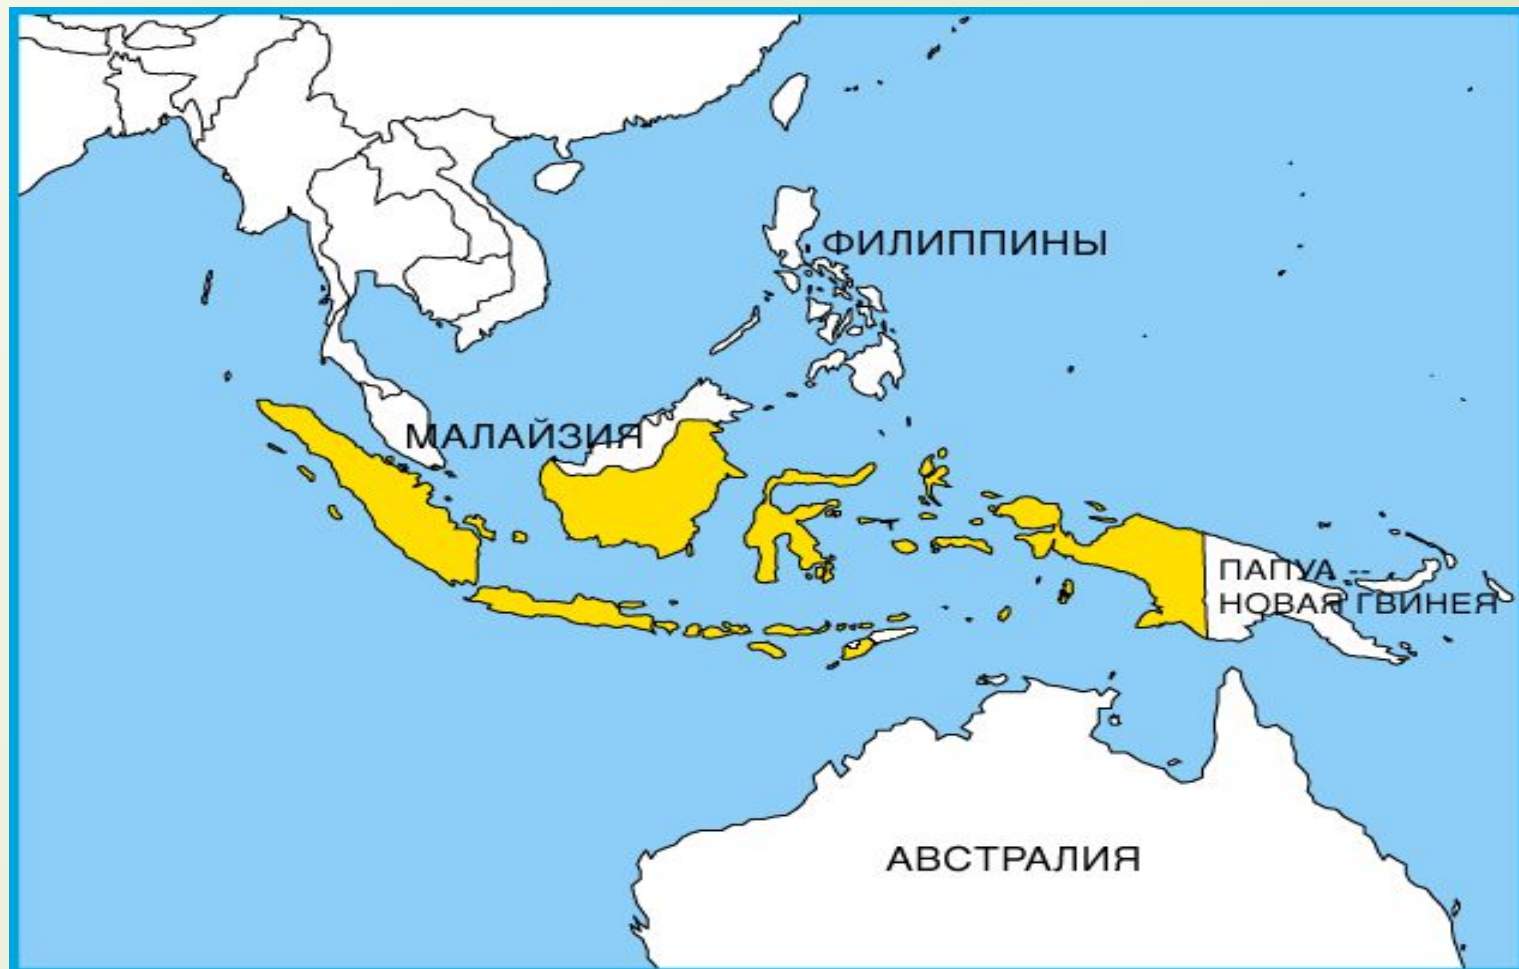 ФИЛИППИНЫ
МАЛАЙЗИЯ
ПАПУА --
НОВАЯ ГВИНЕЯ
АВСТРАЛИЯ